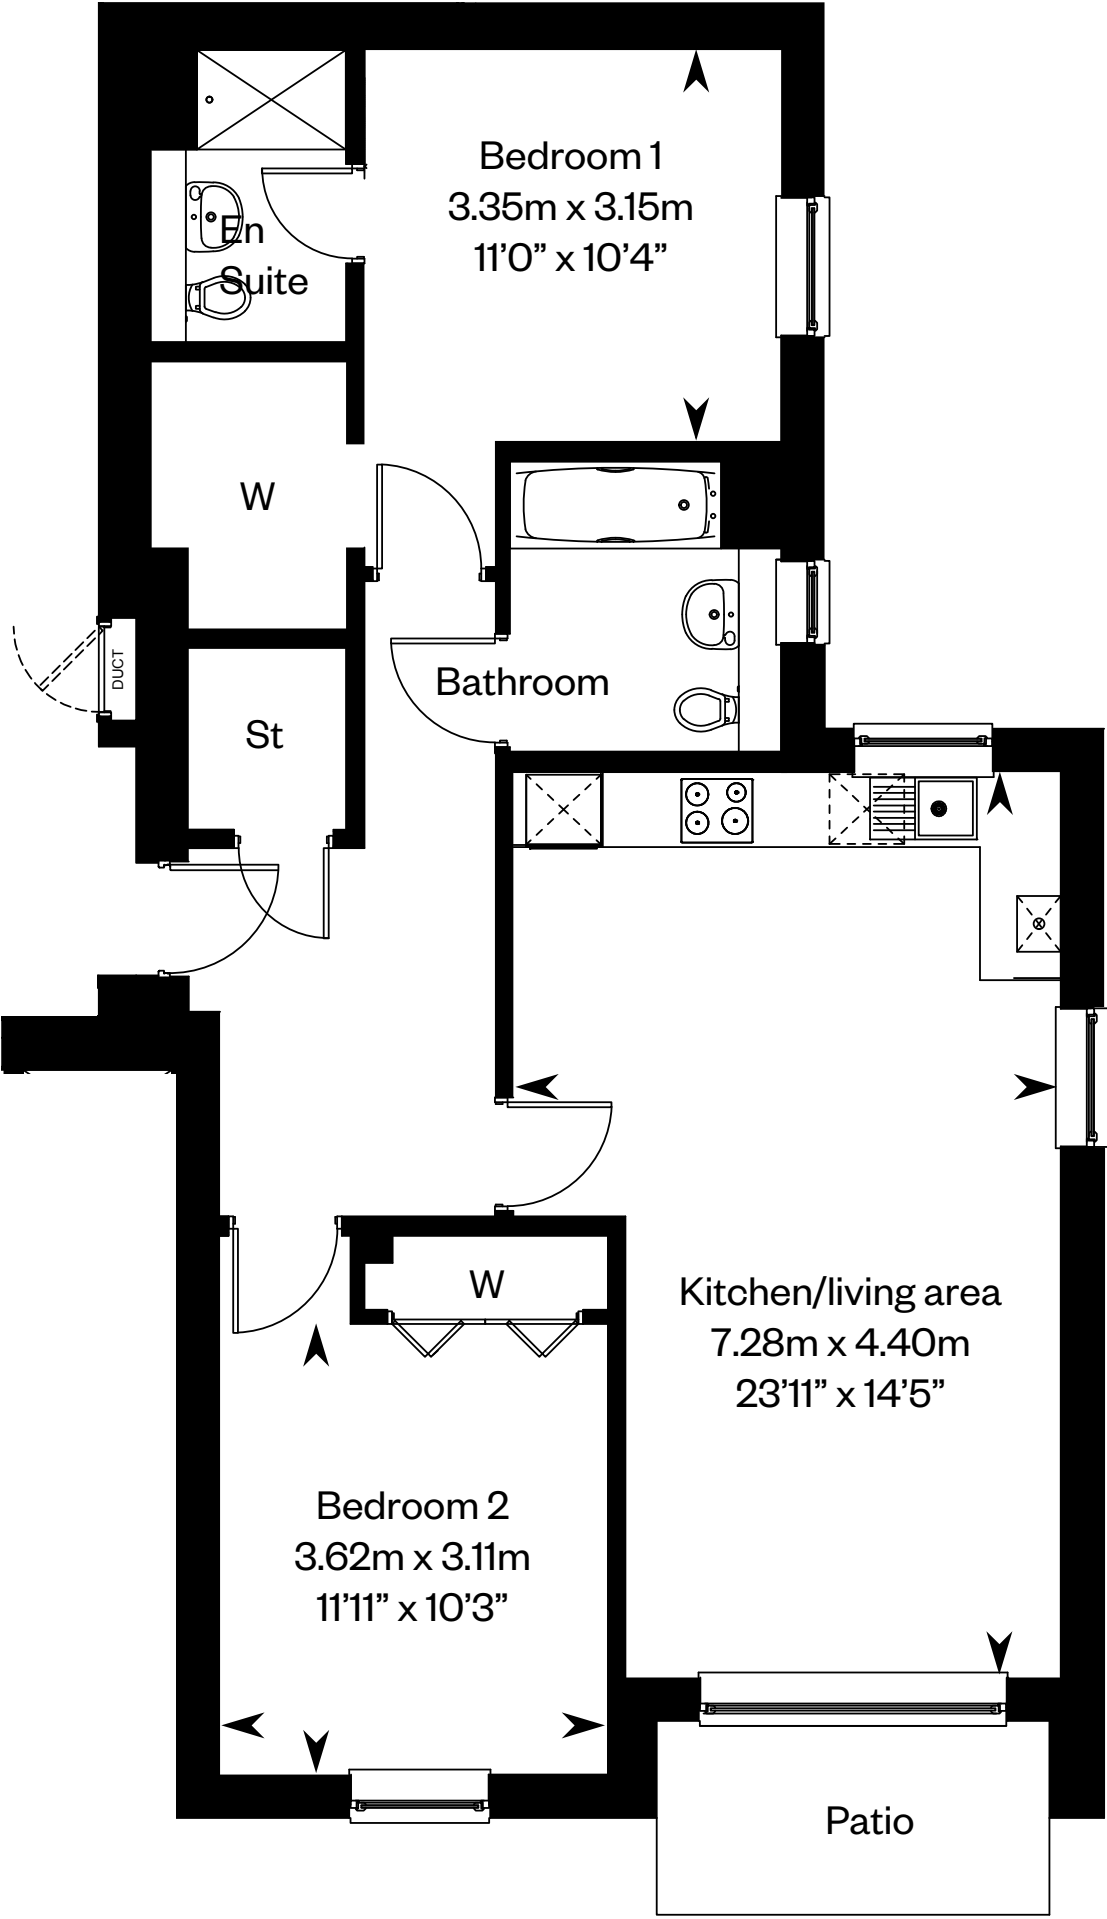 Bedroom 1
3.35m x 3.15m
11’0” x 10’4”
En
Suite
W
DUCT
Bathroom
St
W
Kitchen/living area
7.28m x 4.40m
23’11” x 14’5”
Bedroom 2
3.62m x 3.11m
11’11” x 10’3”
Patio